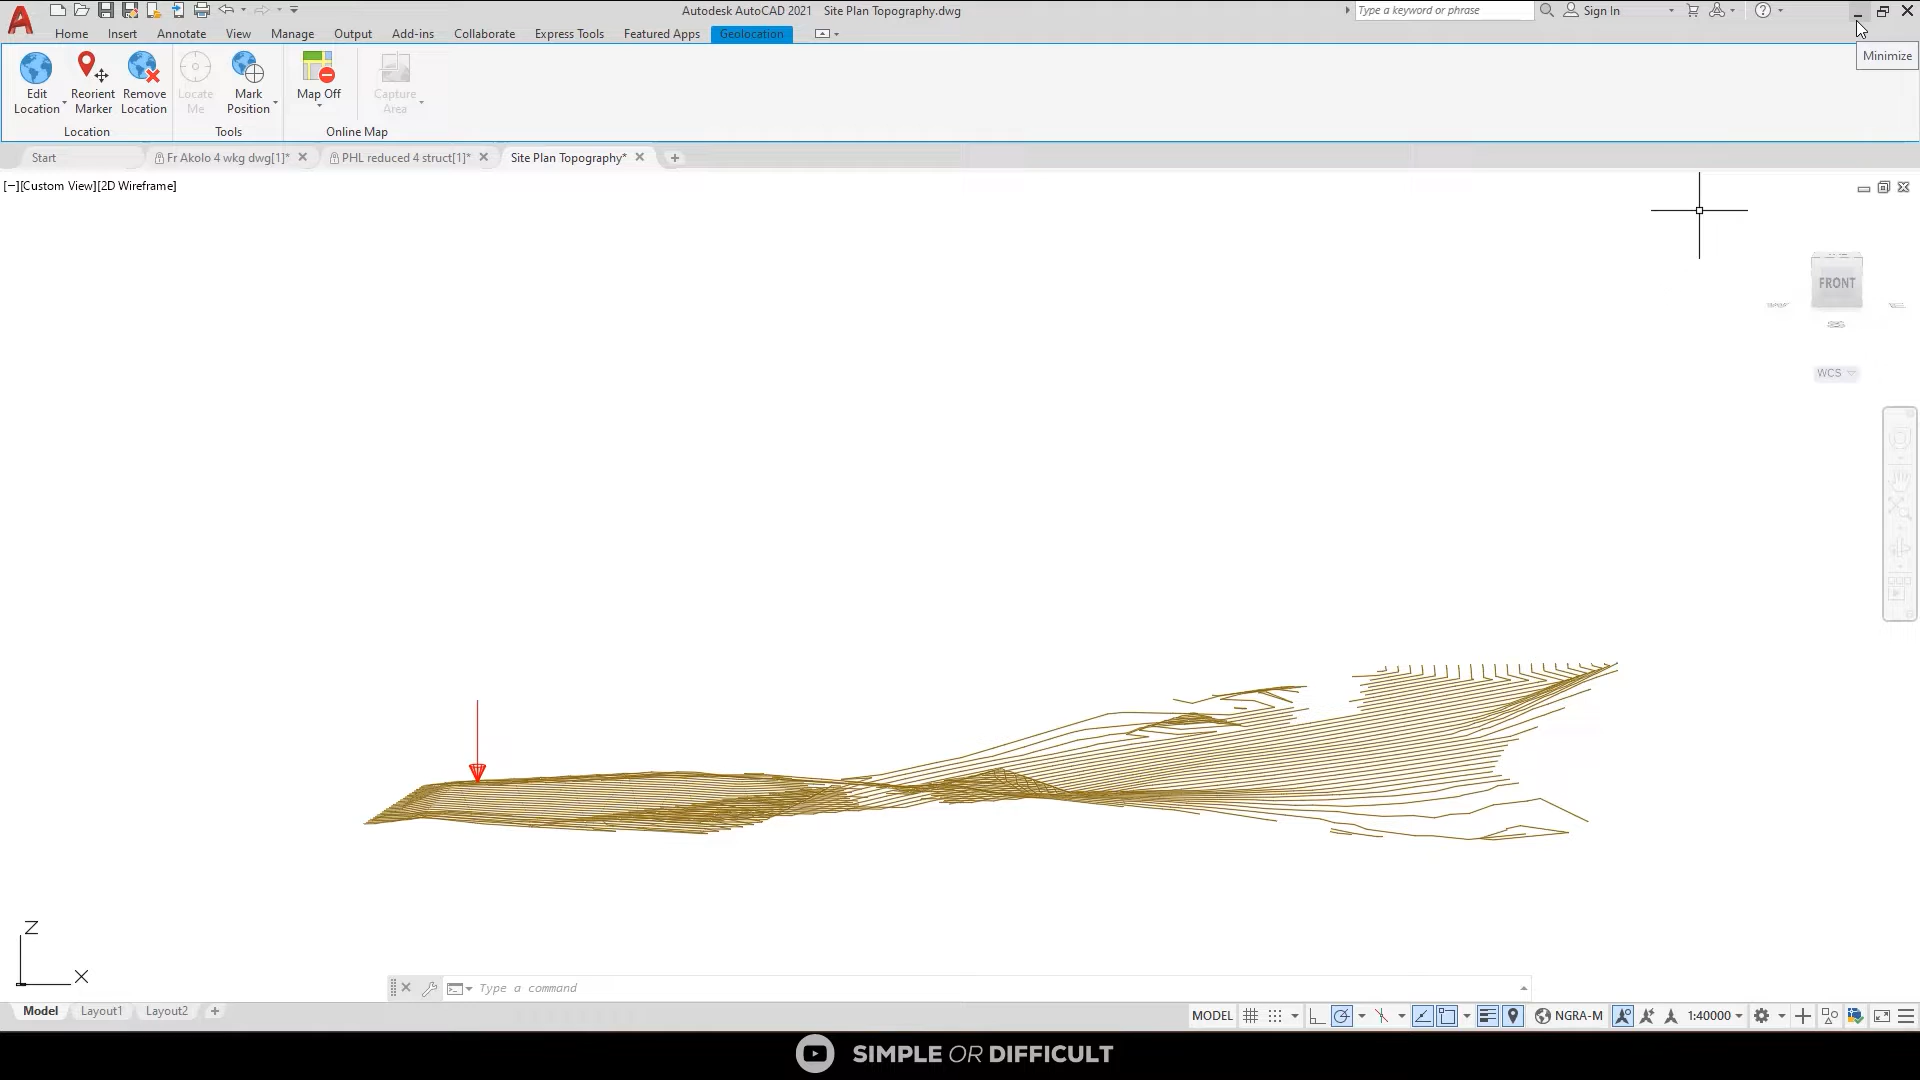 Autodesk AutoCAD 2021 Site Plan Topography.dwg
Type a keyword or phrase
Sign In
Home Insert Annotate View Manage Output Add-ins Collaborate Express Tools Featured Apps Geolocation
Minimize
Edit Location
Reorient Marker
Remove Location
Locate Me
Mark Position
Map Off
Capture Area
Location Tools Online Map
Start Fr Akolo 4 wkg dwg[1]* PHL reduced 4 struct[1]* Site Plan Topography*
[−][Custom View][2D Wireframe]
FRONT
WCS
Z
X
Type a command
Model Layout1 Layout2
MODEL NGRA-M 1:40000
SIMPLE OR DIFFICULT